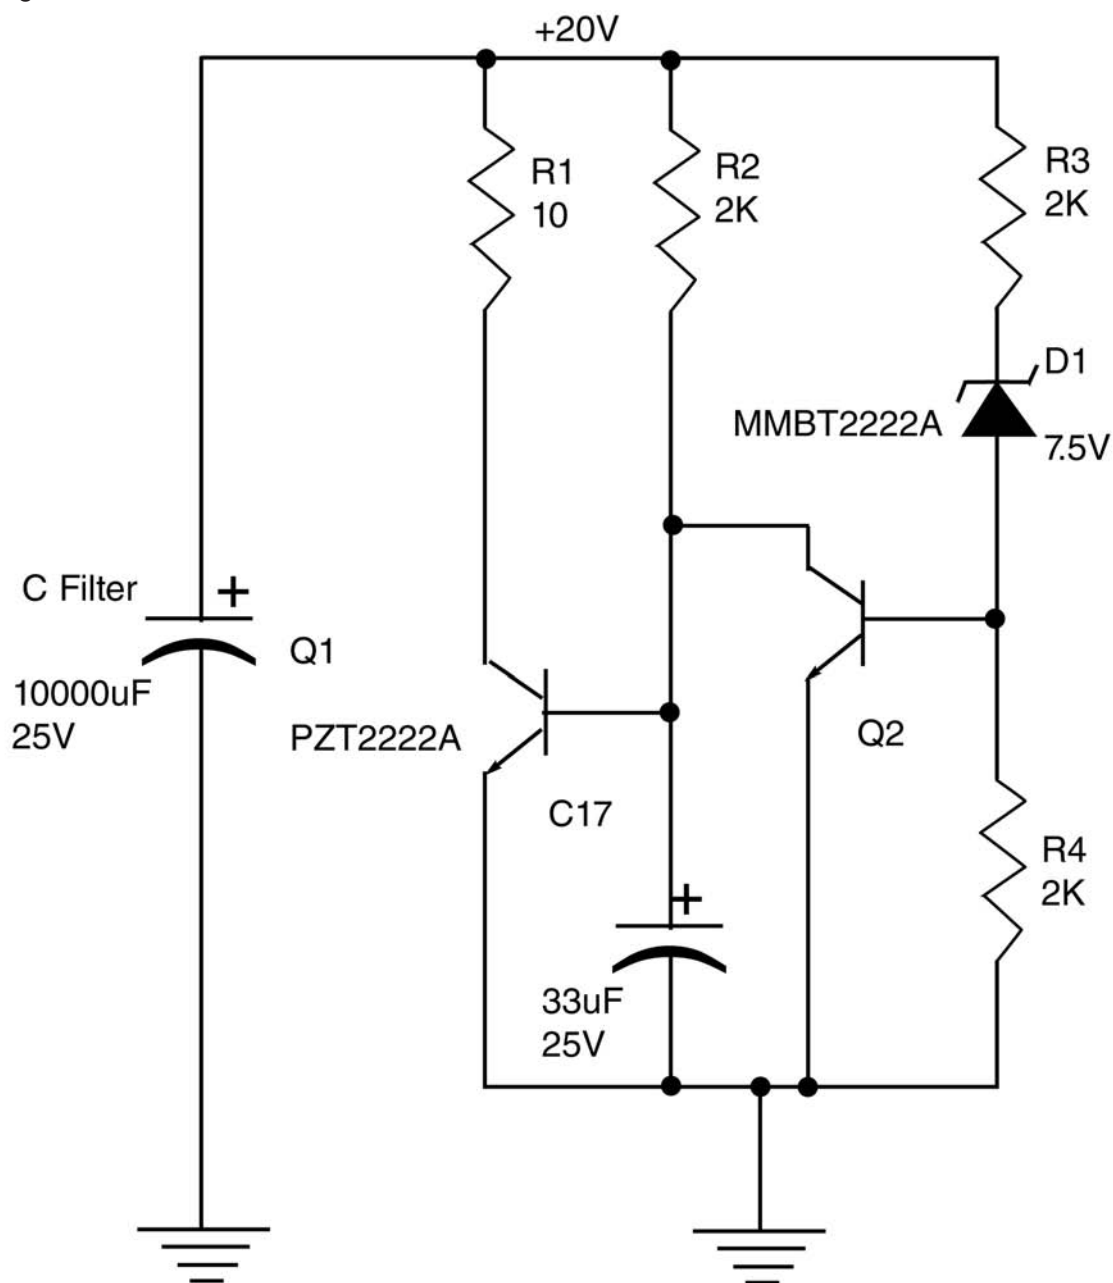 +20V
R1
10
R2
2K
R3
2K
D1
MMBT2222A
7.5V
C Filter
+
10000uF
25V
Q1
PZT2222A
Q2
C17
+
33uF
25V
R4
2K